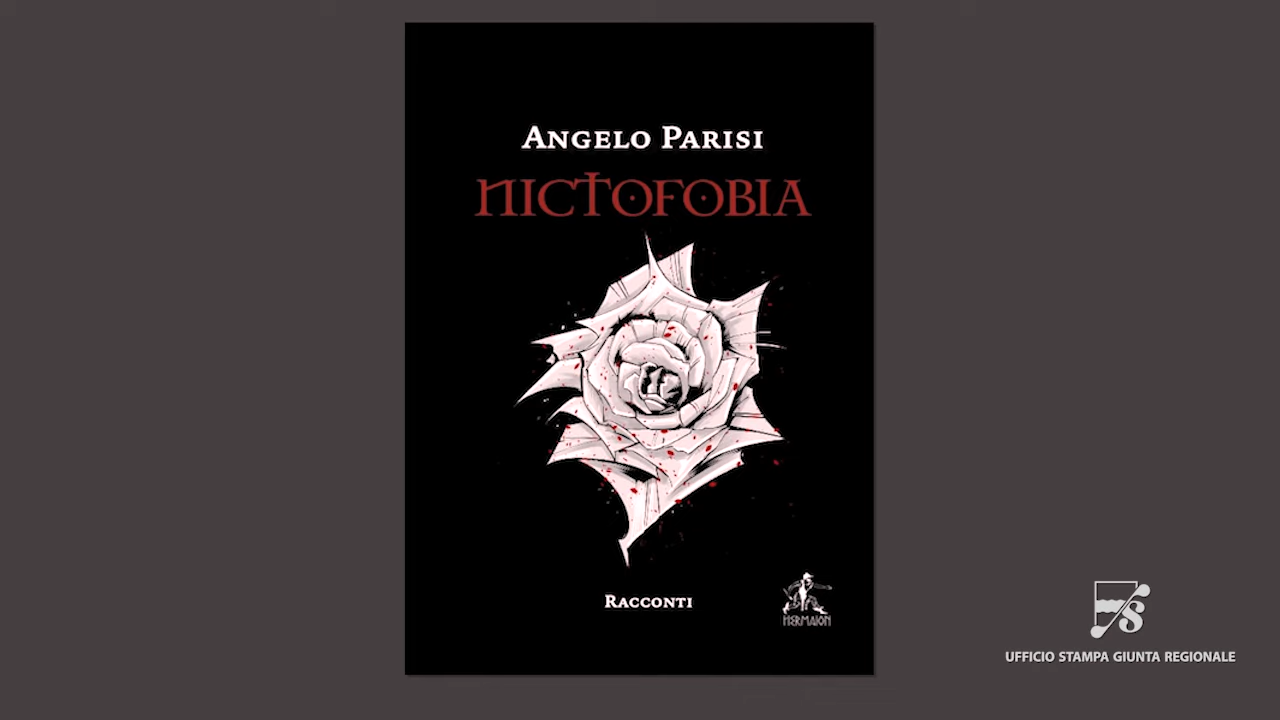 ANGELO PARISI
NICTOFOBIA
RACCONTI
HERMAION
UFFICIO STAMPA GIUNTA REGIONALE